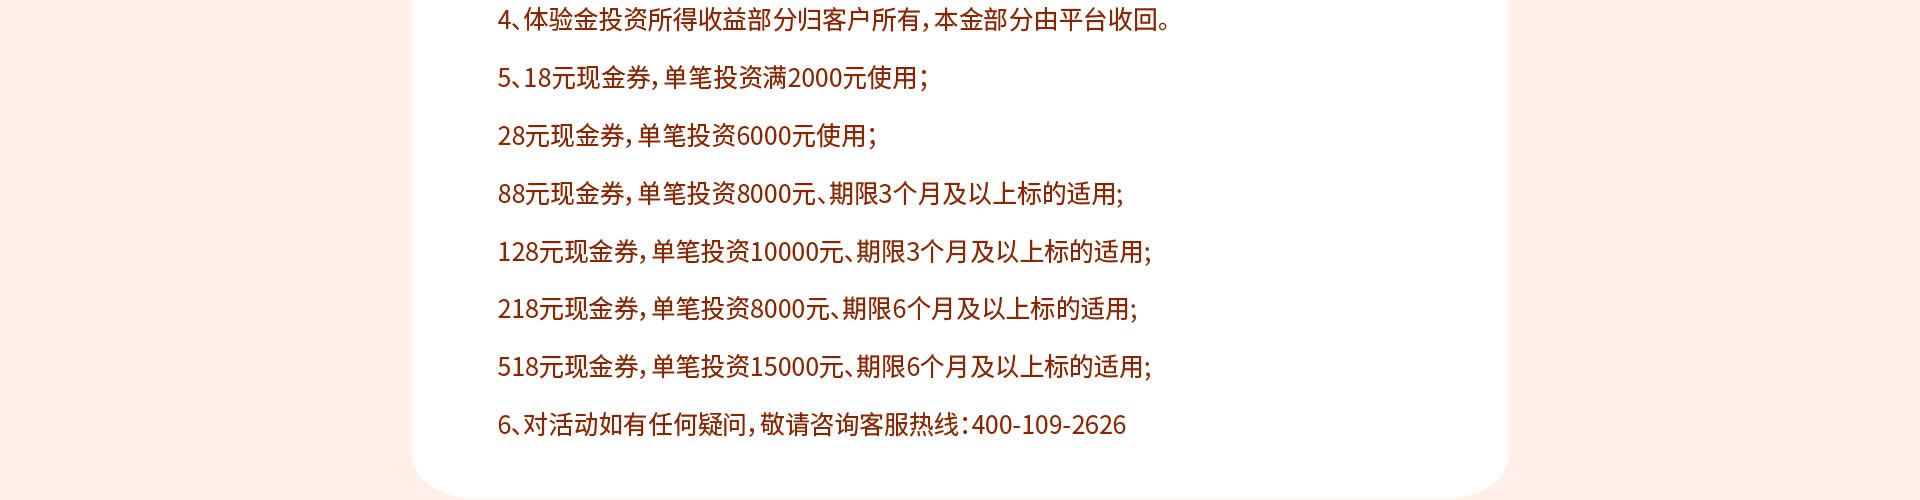 4、体验金投资所得收益部分归客户所有，本金部分由平台收回。
5、18元现金券，单笔投资满2000元使用；
28元现金券，单笔投资6000元使用；
88元现金券，单笔投资8000元、期限3个月及以上标的适用;
128元现金券，单笔投资10000元、期限3个月及以上标的适用;
218元现金券，单笔投资8000元、期限6个月及以上标的适用;
518元现金券，单笔投资15000元、期限6个月及以上标的适用;
6、对活动如有任何疑问，敬请咨询客服热线：400-109-2626